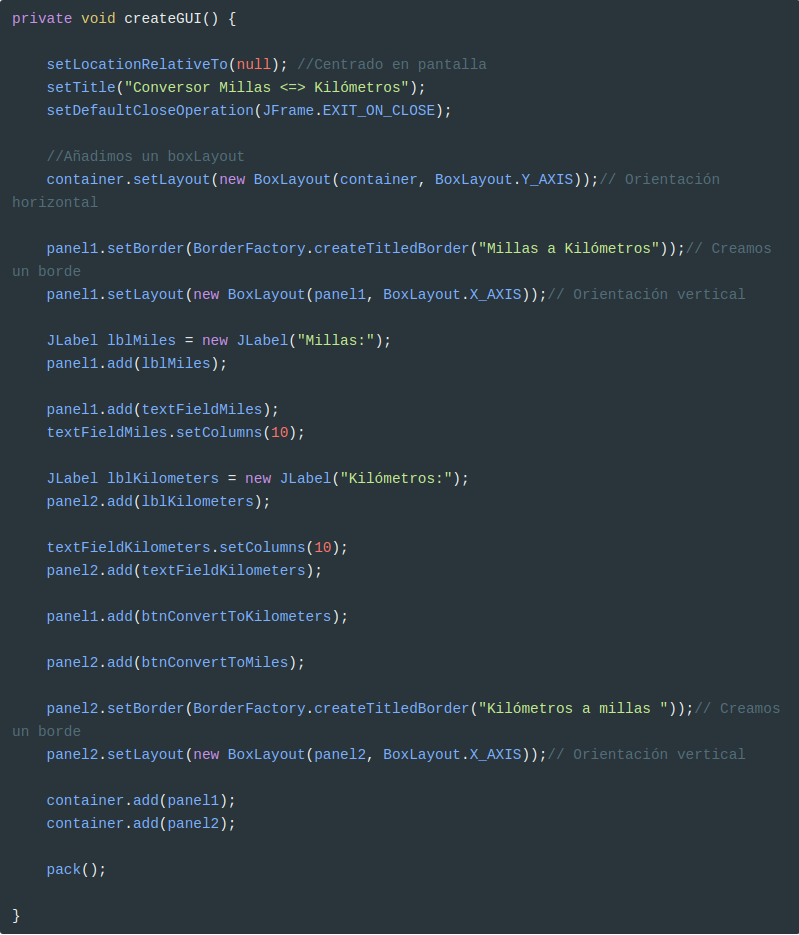 private void createGUI() {
setLocationRelativeTo(null); //Centrado en pantalla
setTitle("Conversor Millas <=> Kilómetros");
setDefaultCloseOperation(JFrame.EXIT_ON_CLOSE);
//Añadimos un boxLayout
container.setLayout(new BoxLayout(container, BoxLayout.Y_AXIS));// Orientación
horizontal
panel1.setBorder(BorderFactory.createTitledBorder("Millas a Kilómetros"));// Creamos
un borde
panel1.setLayout(new BoxLayout(panel1, BoxLayout.X_AXIS));// Orientación vertical
JLabel lblMiles = new JLabel("Millas:");
panel1.add(lblMiles);
panel1.add(textFieldMiles);
textFieldMiles.setColumns(10);
JLabel lblKilometers = new JLabel("Kilómetros:");
panel2.add(lblKilometers);
textFieldKilometers.setColumns(10);
panel2.add(textFieldKilometers);
panel1.add(btnConvertToKilometers);
panel2.add(btnConvertToMiles);
panel2.setBorder(BorderFactory.createTitledBorder("Kilómetros a millas "));// Creamos
un borde
panel2.setLayout(new BoxLayout(panel2, BoxLayout.X_AXIS));// Orientación vertical
container.add(panel1);
container.add(panel2);
pack();
}